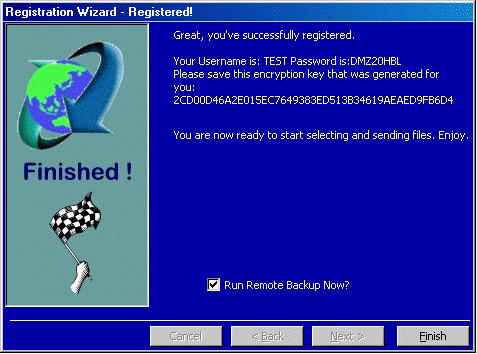 Registration Wizard - Registered!
Great, you've successfully registered.
Your Username is: TEST Password is:DMZ20HBL
Please save this encryption key that was generated for
you:
2CD00D46A2E015EC7649383ED513B34619AEAED9FB6D4
You are now ready to start selecting and sending files. Enjoy.
Finished !
Run Remote Backup Now?
Cancel
< Back
Next >
Finish